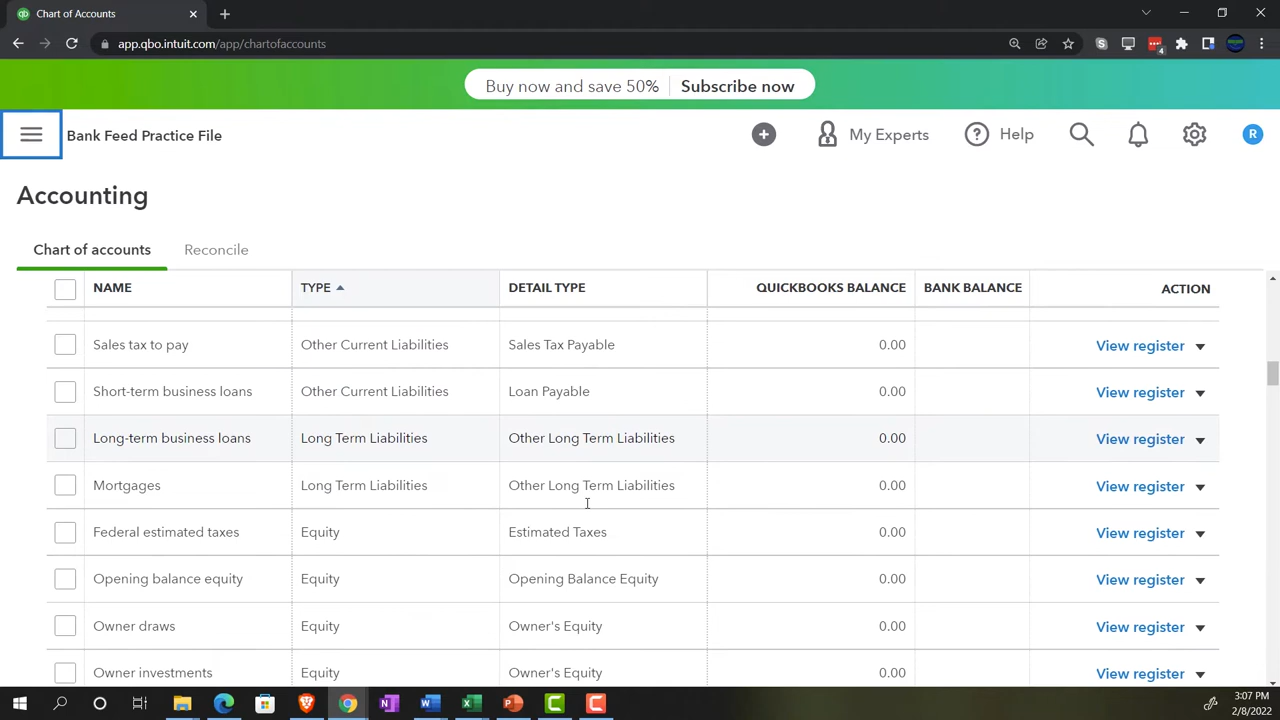 Chart of Accounts
app.qbo.intuit.com/app/chartofaccounts
4
Buy now and save 50% Subscribe now
Bank Feed Practice File My Experts Help R
Accounting
Chart of accounts Reconcile
NAME TYPE DETAIL TYPE QUICKBOOKS BALANCE BANK BALANCE ACTION
Sales tax to pay Other Current Liabilities Sales Tax Payable 0.00 View register
Short-term business loans Other Current Liabilities Loan Payable 0.00 View register
Long-term business loans Long Term Liabilities Other Long Term Liabilities 0.00 View register
Mortgages Long Term Liabilities Other Long Term Liabilities 0.00 View register
Federal estimated taxes Equity Estimated Taxes 0.00 View register
Opening balance equity Equity Opening Balance Equity 0.00 View register
Owner draws Equity Owner's Equity 0.00 View register
Owner investments Equity Owner's Equity 0.00 View register
3:07 PM
2/8/2022